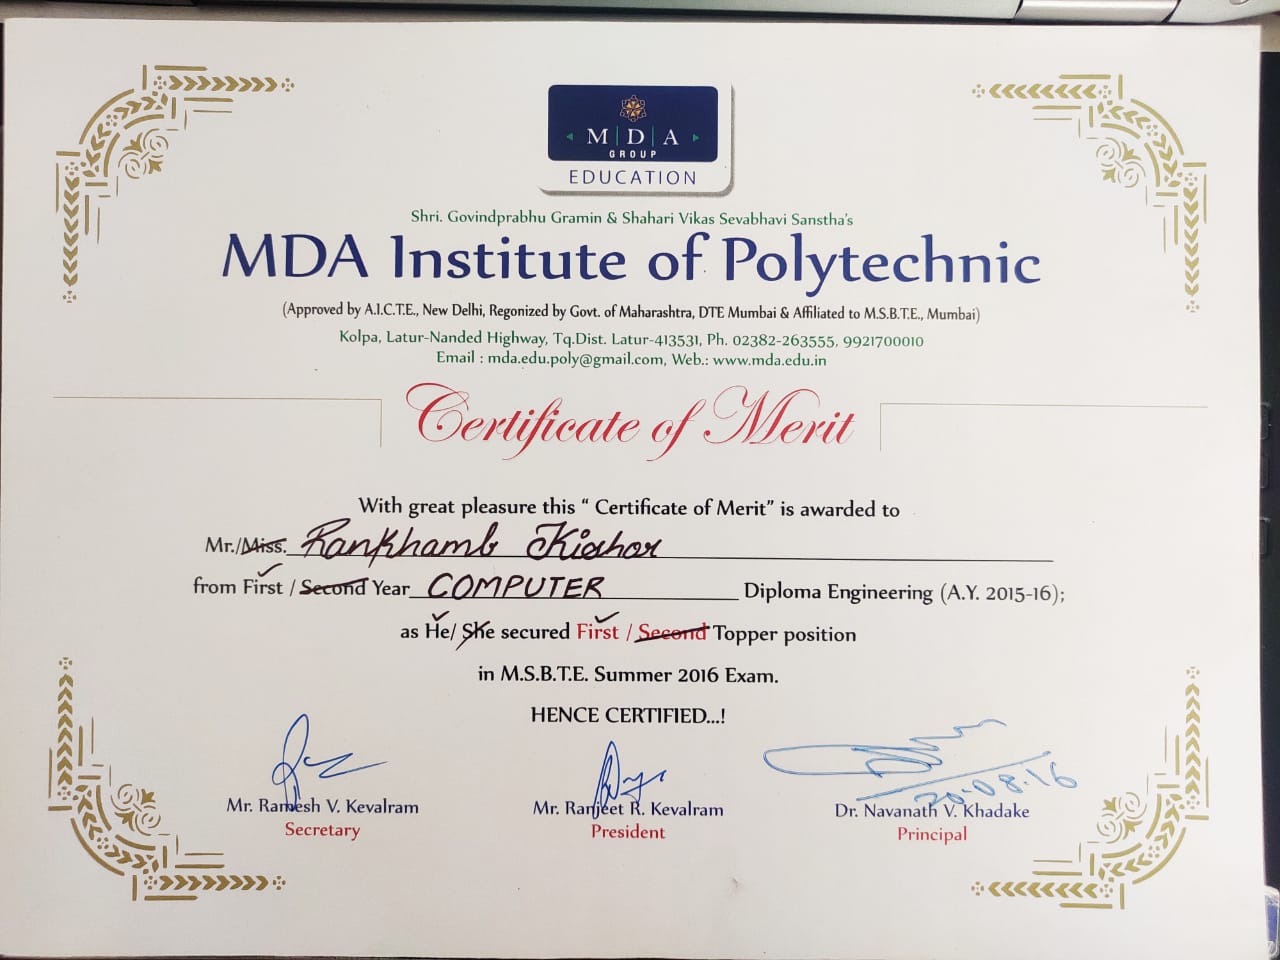 M|D|A
GROUP
EDUCATION
Shri. Govindprabhu Gramin & Shahari Vikas Sevabhavi Sanstha's
MDA Institute of Polytechnic
(Approved by A.I.C.T.E., New Delhi, Regonized by Govt. of Maharashtra, DTE Mumbai & Affiliated to M.S.B.T.E., Mumbai)
Kolpa, Latur-Nanded Highway, Tq.Dist. Latur-413531, Ph. 02382-263555, 9921700010
Email : mda.edu.poly@gmail.com, Web.: www.mda.edu.in
Certificate of Merit
With great pleasure this “ Certificate of Merit” is awarded to
Mr./Miss. Rankhamb Kishor
from First / Second Year COMPUTER Diploma Engineering (A.Y. 2015-16);
as He/ She secured First / Second Topper position
in M.S.B.T.E. Summer 2016 Exam.
HENCE CERTIFIED...!
20.08.16
Mr. Ramesh V. Kevalram Mr. Ranjeet R. Kevalram Dr. Navanath V. Khadake
Secretary President Principal